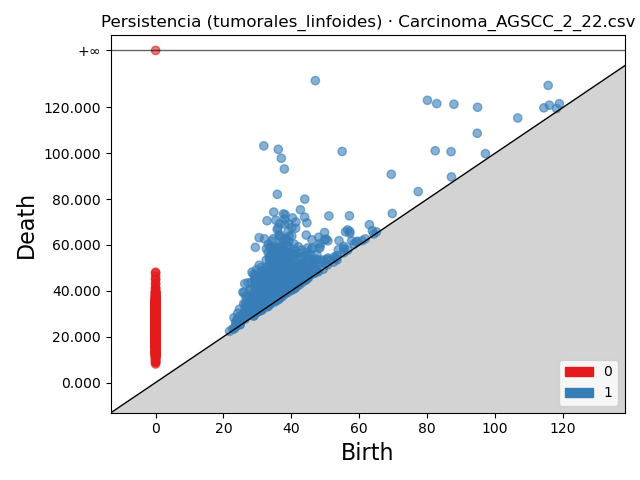 Persistencia (tumorales_linfoides) · Carcinoma_AGSCC_2_22.csv
+∞
120.000
100.000
80.000
60.000
40.000
20.000
0.000
Death
0
1
0 20 40 60 80 100 120
Birth